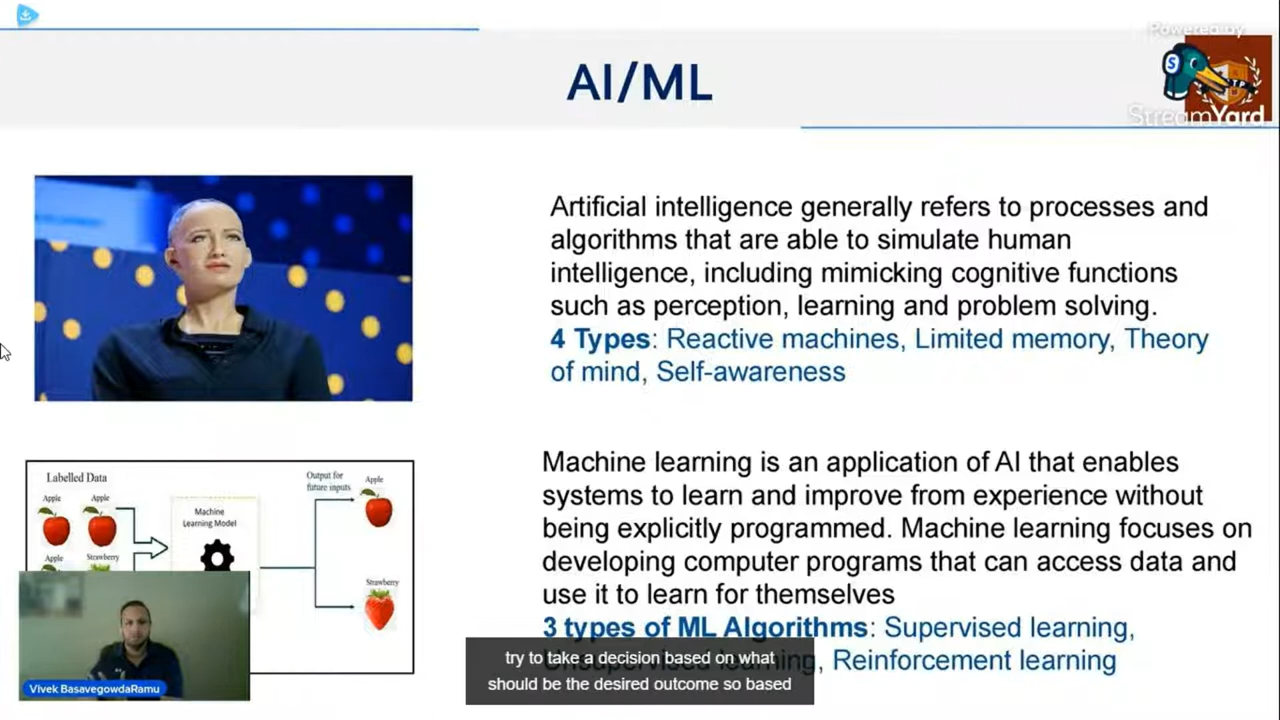 Powered by
StreamYard
AI/ML
Artificial intelligence generally refers to processes and
algorithms that are able to simulate human
intelligence, including mimicking cognitive functions
such as perception, learning and problem solving.
4 Types: Reactive machines, Limited memory, Theory
of mind, Self-awareness
Labelled Data
Apple Apple
Apple Strawberry
Machine
Learning Model
Output for
future inputs
Apple
Strawberry
Machine learning is an application of AI that enables
systems to learn and improve from experience without
being explicitly programmed. Machine learning focuses on
developing computer programs that can access data and
use it to learn for themselves
3 types of ML Algorithms: Supervised learning,
Unsupervised learning, Reinforcement learning
try to take a decision based on what
should be the desired outcome so based
Vivek BasavegowdaRamu